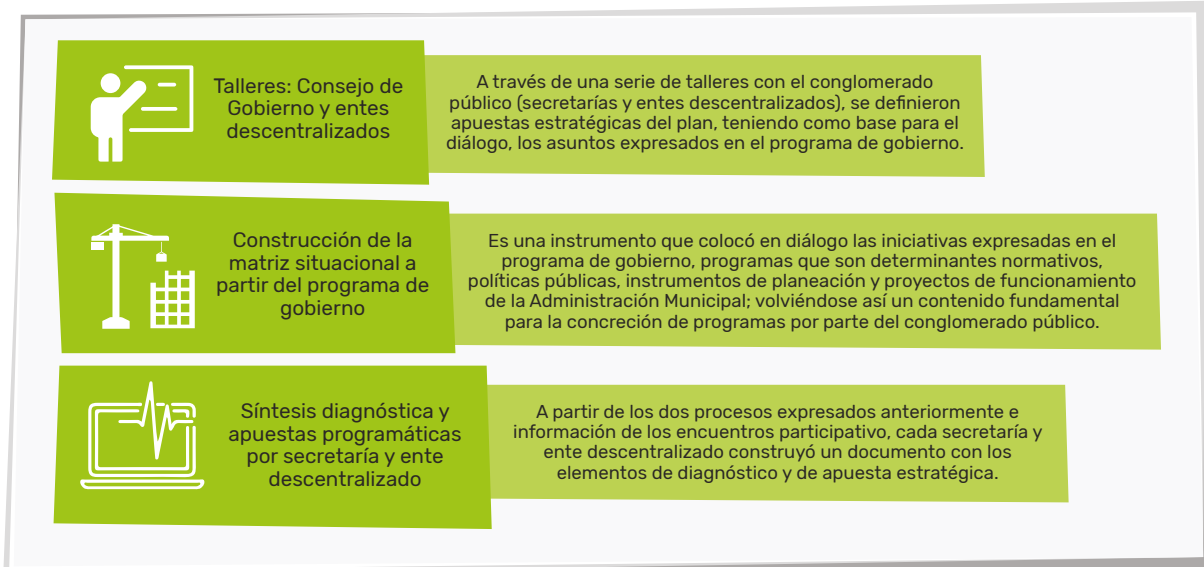 Talleres: Consejo de
Gobierno y entes
descentralizados
A través de una serie de talleres con el conglomerado
público (secretarías y entes descentralizados), se definieron
apuestas estratégicas del plan, teniendo como base para el
diálogo, los asuntos expresados en el programa de gobierno.
Construcción de la
matriz situacional a
partir del programa de
gobierno
Es una instrumento que colocó en diálogo las iniciativas expresadas en el
programa de gobierno, programas que son determinantes normativos,
políticas públicas, instrumentos de planeación y proyectos de funcionamiento
de la Administración Municipal; volviéndose así un contenido fundamental
para la concreción de programas por parte del conglomerado público.
Síntesis diagnóstica y
apuestas programáticas
por secretaría y ente
descentralizado
A partir de los dos procesos expresados anteriormente e
información de los encuentros participativo, cada secretaría y
ente descentralizado construyó un documento con los
elementos de diagnóstico y de apuesta estratégica.